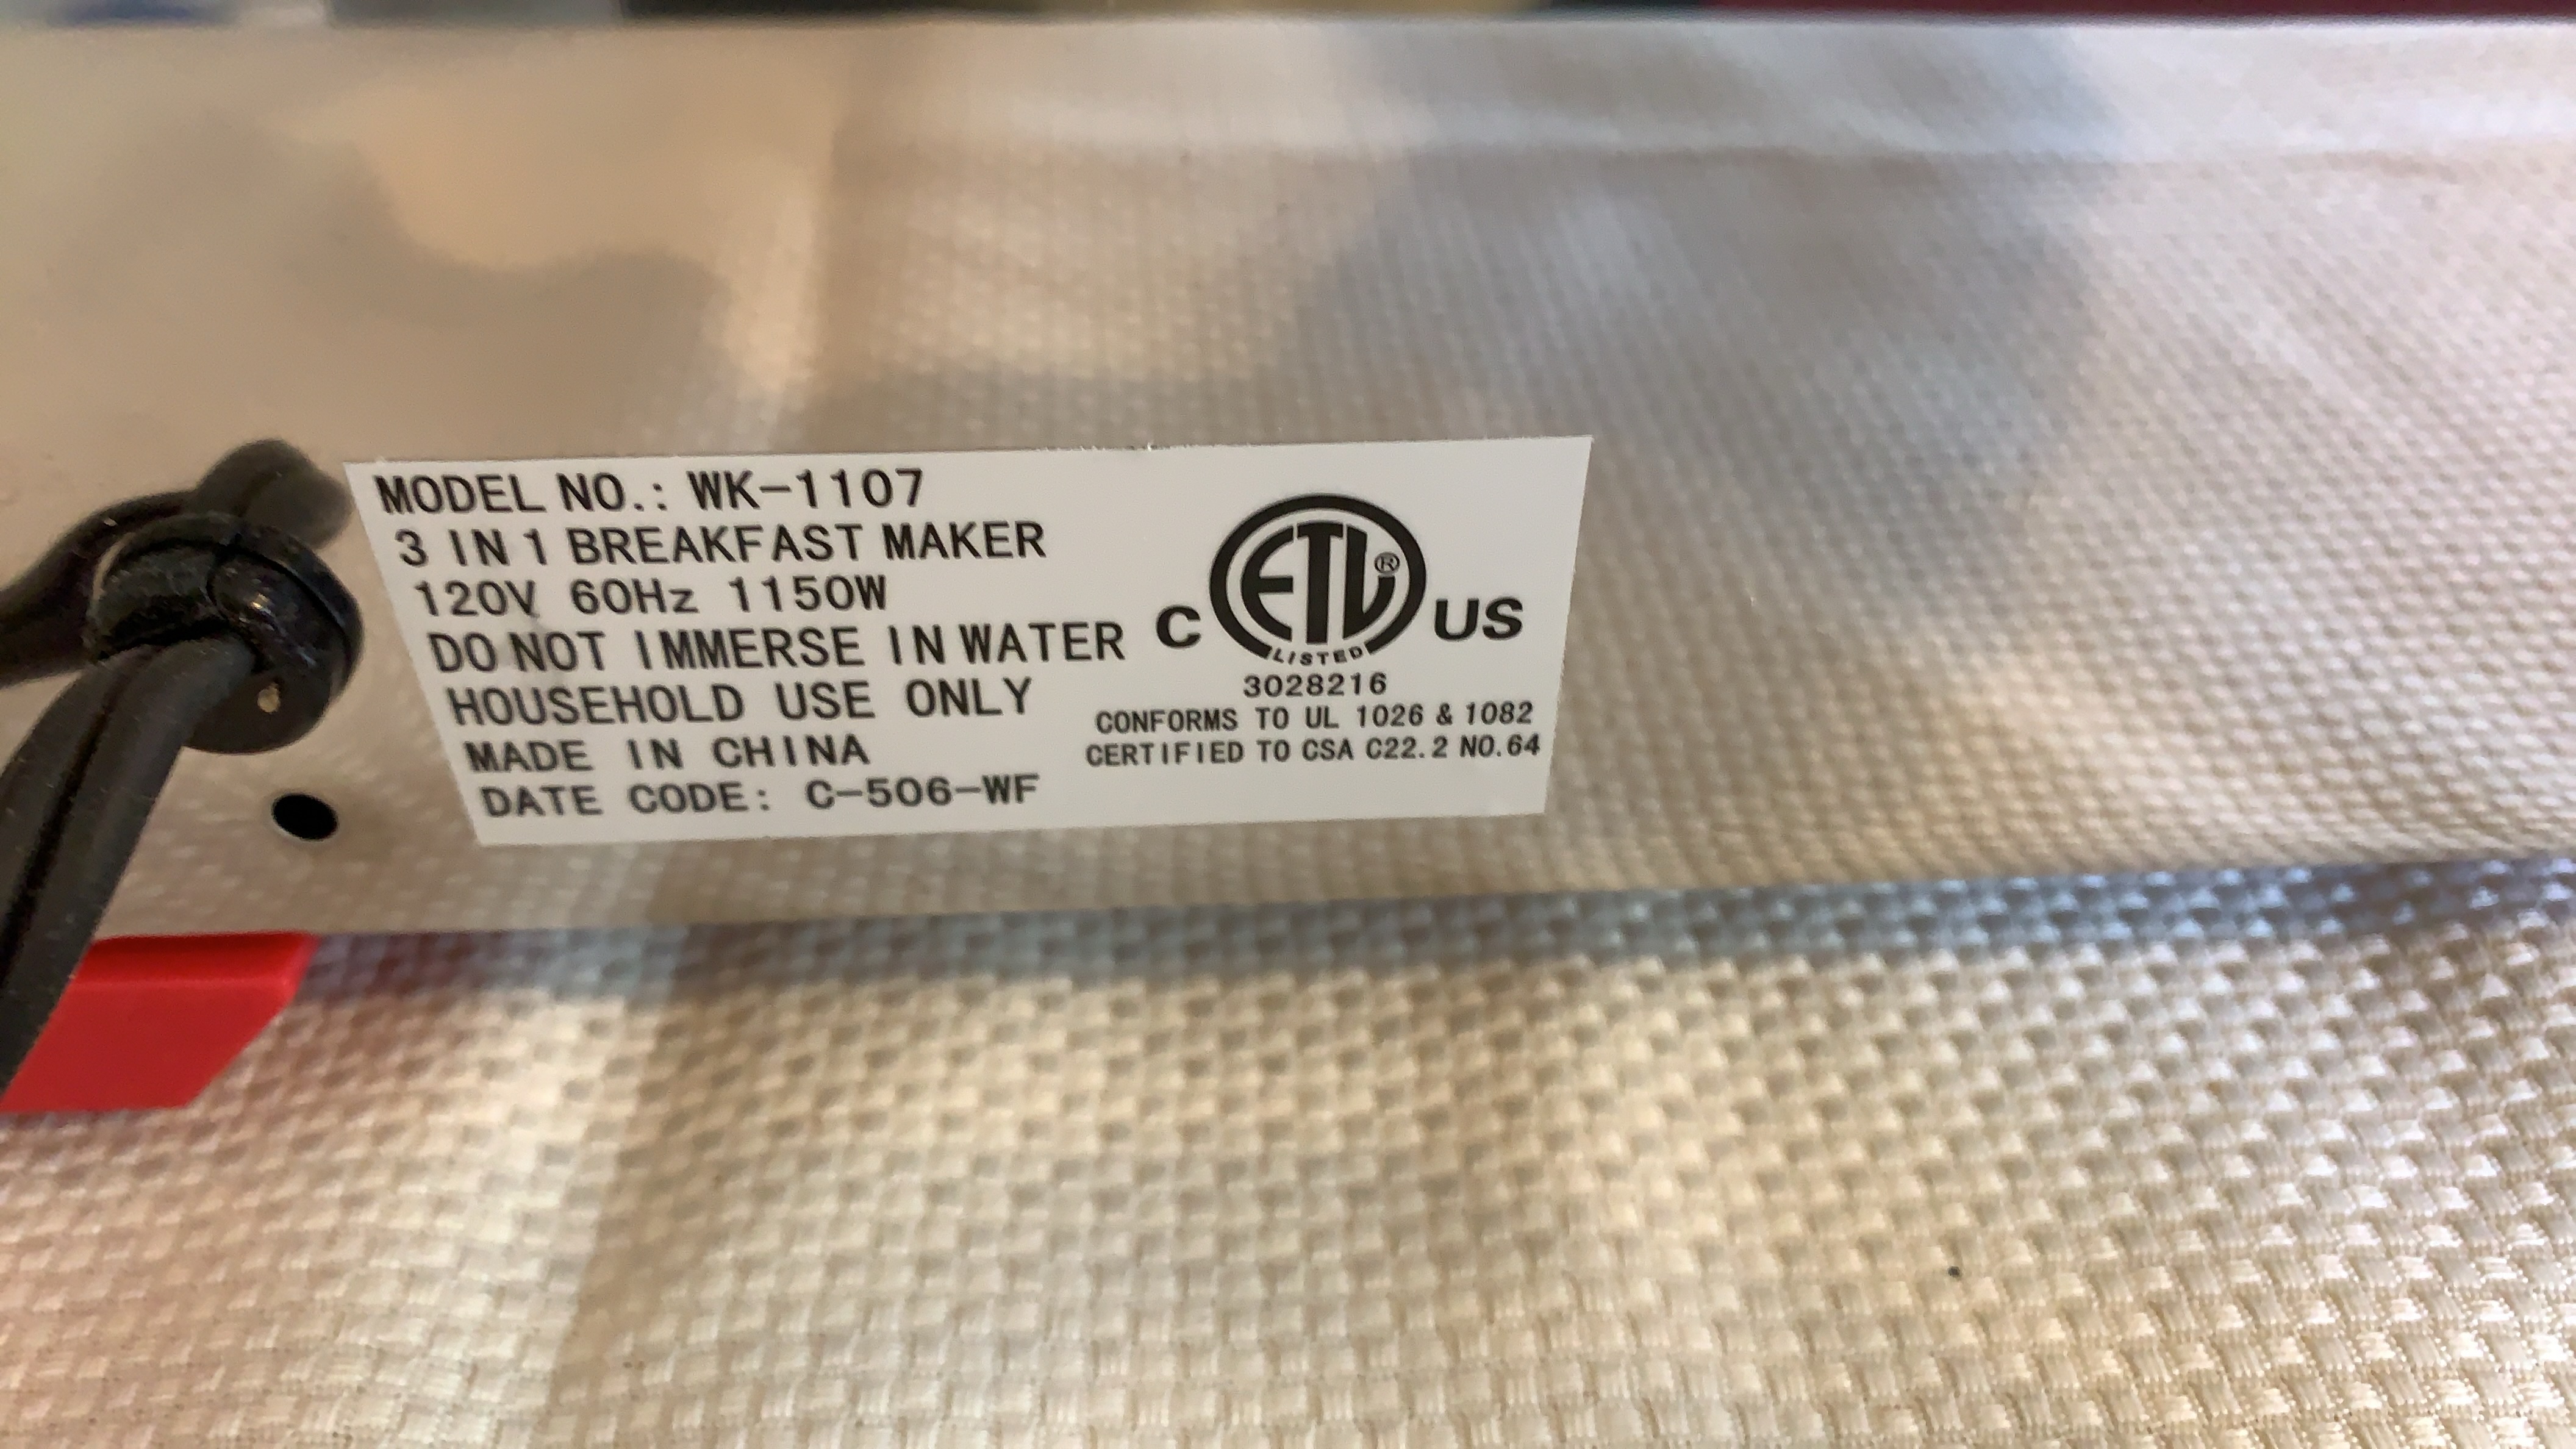 MODEL NO.: WK-1107
3 IN 1 BREAKFAST MAKER
120V 60Hz 1150W
DO NOT IMMERSE IN WATER
HOUSEHOLD USE ONLY
MADE IN CHINA
DATE CODE: C-506-WF
ETL®
C US
LISTED
3028216
CONFORMS TO UL 1026 & 1082
CERTIFIED TO CSA C22.2 NO.64